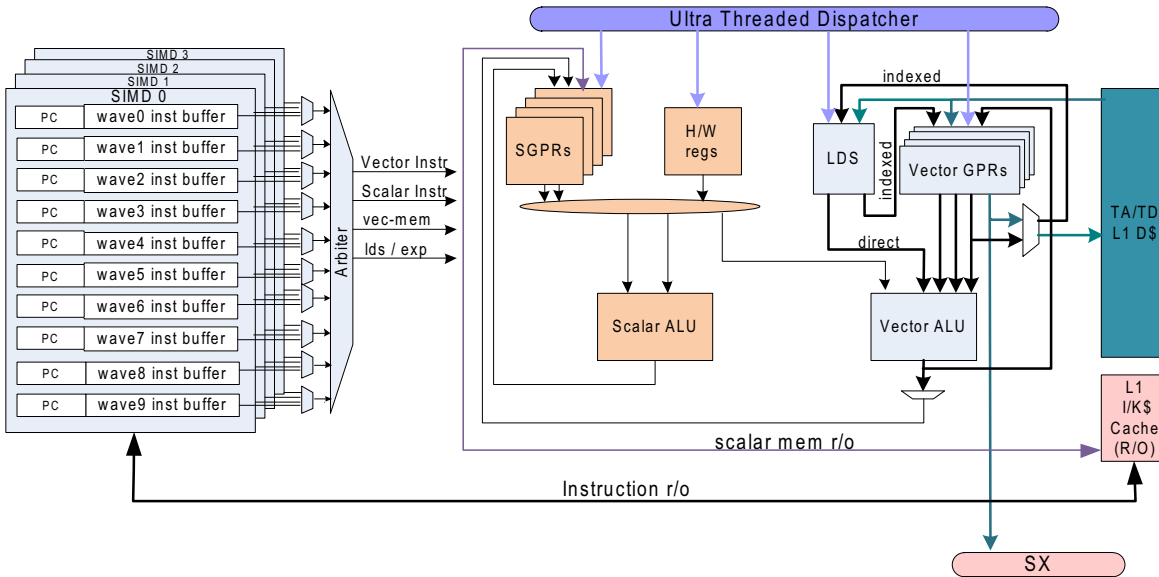 Ultra Threaded Dispatcher
SIMD 3
SIMD 2
SIMD 1
SIMD 0
PC wave0 inst buffer
PC wave1 inst buffer
PC wave2 inst buffer
PC wave3 inst buffer
PC wave4 inst buffer
PC wave5 inst buffer
PC wave6 inst buffer
PC wave7 inst buffer
PC wave8 inst buffer
PC wave9 inst buffer
Arbiter
Vector Instr
Scalar Instr
vec-mem
lds / exp
SGPRs
H/W
regs
LDS
indexed
indexed
Vector GPRs
direct
Scalar ALU
Vector ALU
TA/TD
L1 D$
L1
I/K$
Cache
(R/O)
scalar mem r/o
Instruction r/o
SX